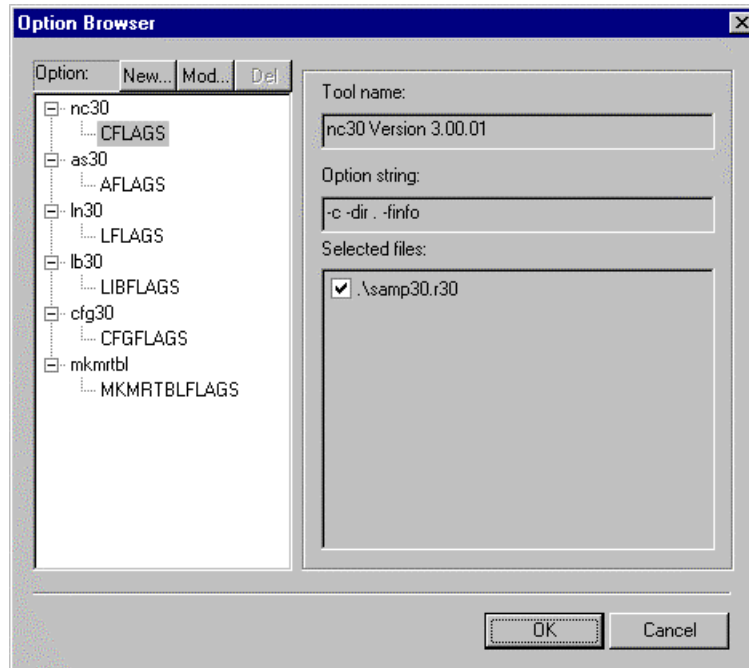 Option Browser
Option:
New...
Mod...
Del
nc30
CFLAGS
as30
AFLAGS
ln30
LFLAGS
lb30
LIBFLAGS
cfg30
CFGFLAGS
mkmrtbl
MKMRTBLFLAGS
Tool name:
nc30 Version 3.00.01
Option string:
-c -dir . -finfo
Selected files:
.\samp30.r30
OK
Cancel